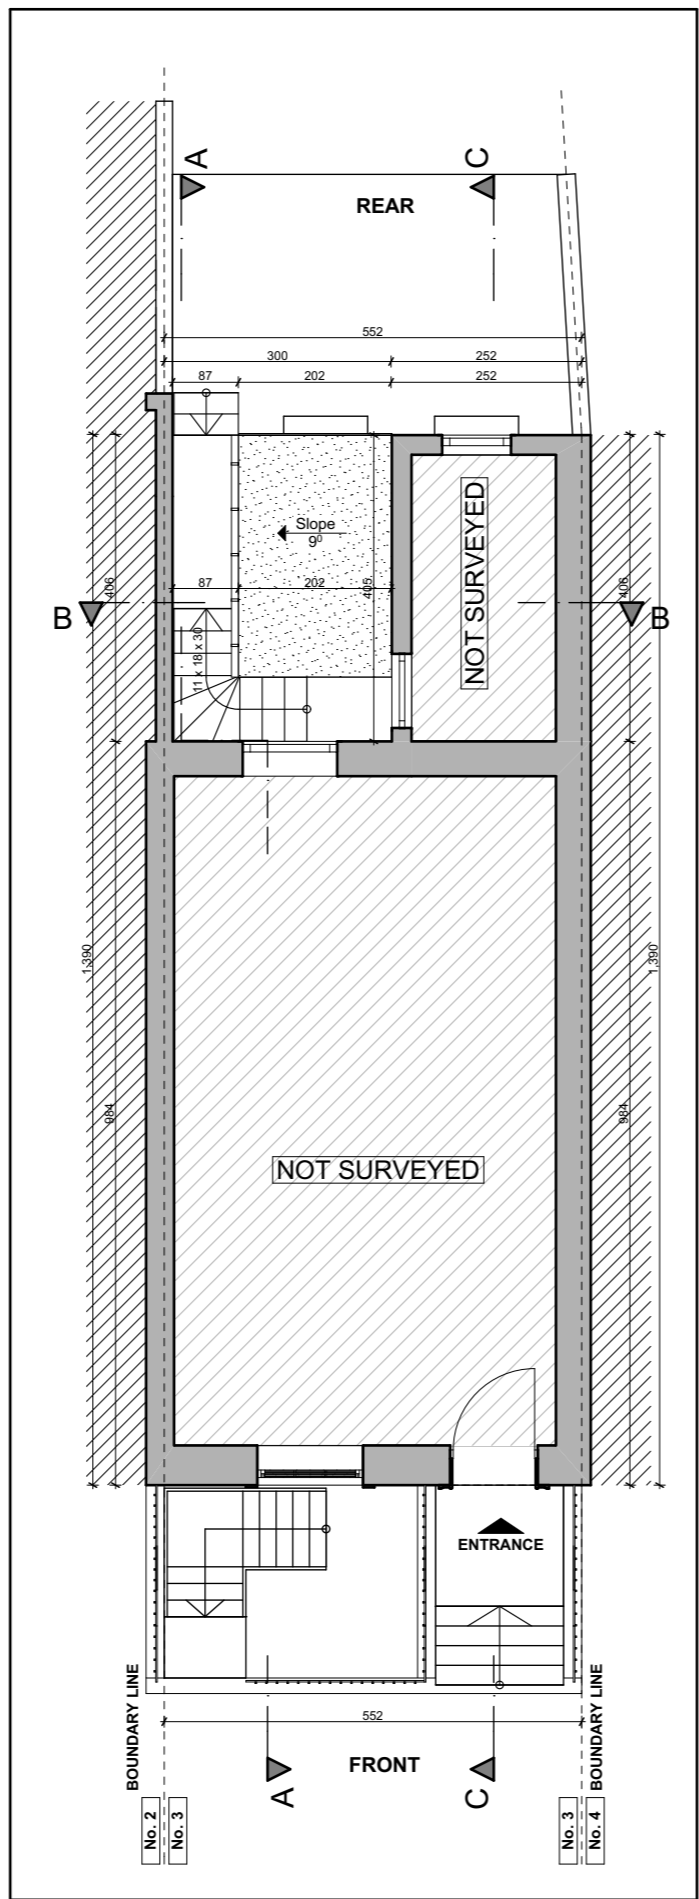 A
C
REAR
552
300
252
87
202
252
Slope
9⁰
NOT SURVEYED
406
87
202
405
406
B
B
11 x 18 x 30
1,390
1,390
984
984
NOT SURVEYED
ENTRANCE
BOUNDARY LINE
BOUNDARY LINE
552
FRONT
A
C
No. 2
No. 3
No. 3
No. 4